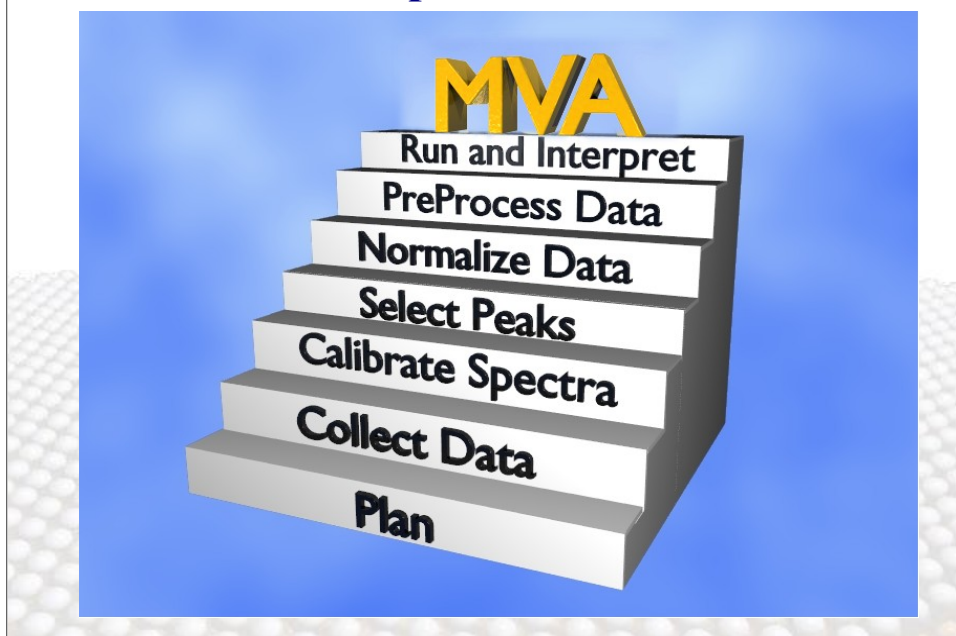 MVA
Run and Interpret
PreProcess Data
Normalize Data
Select Peaks
Calibrate Spectra
Collect Data
Plan